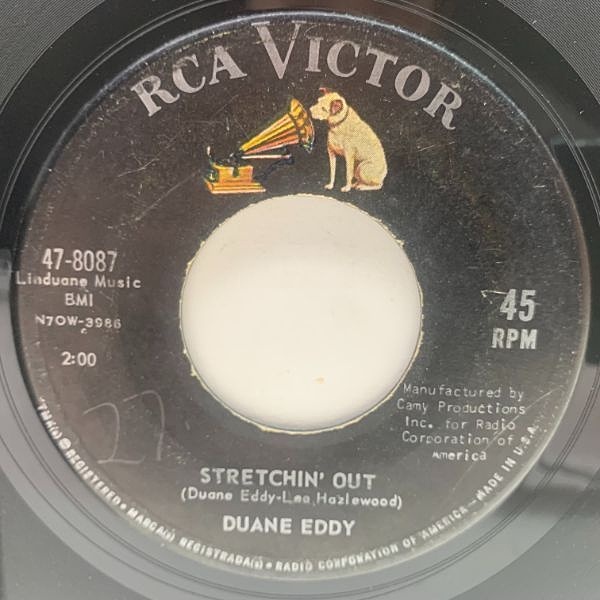 RCA VICTOR
47-8087
Linduane Music
BMI
N7OW-3986
2:00
45
RPM
Manufactured by
Camy Productions
Inc. for Radio
Corporation of
America
27
STRETCHIN' OUT
(Duane Eddy-Lee Hazlewood)
DUANE EDDY
TMK(s) ® REGISTERED • MARCA(s) REGISTRADA(s) • RADIO CORPORATION OF AMERICA — MADE IN U.S.A.